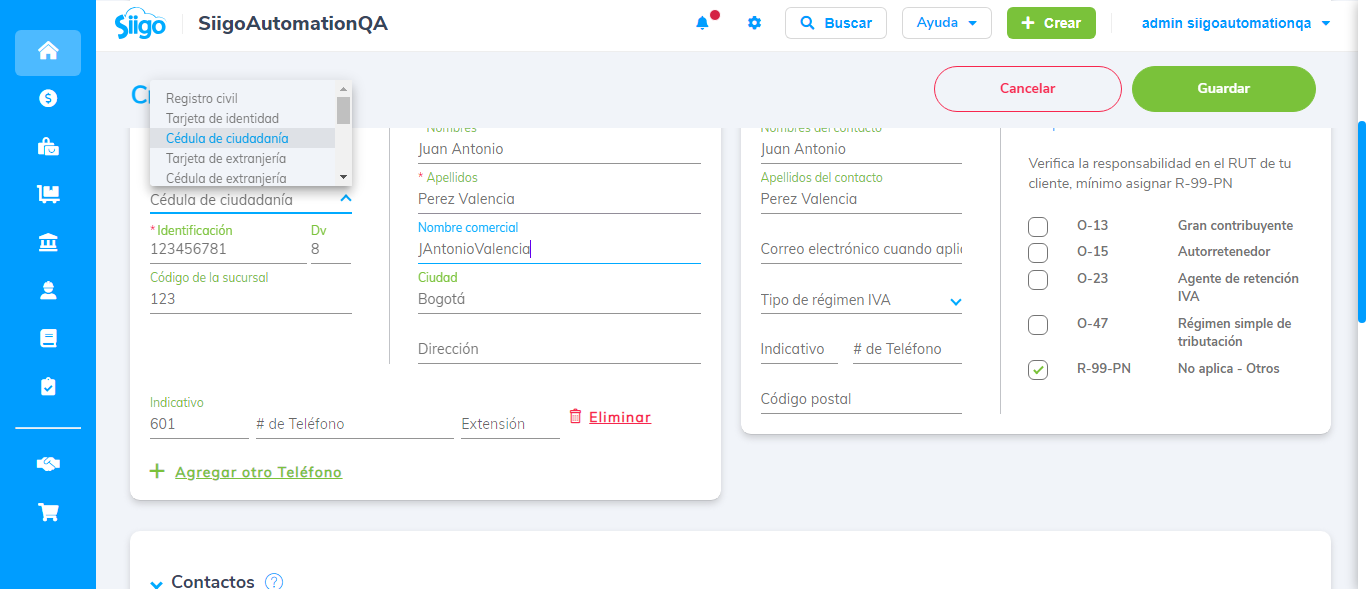 Siigo
SiigoAutomationQA
Buscar
Ayuda
Crear
admin siigoautomationqa
Cancelar
Guardar
Registro civil
Tarjeta de identidad
Cédula de ciudadanía
Tarjeta de extranjería
Cédula de extranjería
Cédula de ciudadanía
*Identificación
123456781
Dv
8
Código de la sucursal
123
Nombres
Juan Antonio
* Apellidos
Perez Valencia
Nombre comercial
JAntonioValencia
Ciudad
Bogotá
Dirección
Indicativo
601
# de Teléfono
Extensión
Eliminar
Agregar otro Teléfono
Nombres del contacto
Juan Antonio
Apellidos del contacto
Perez Valencia
Correo electrónico cuando apli
Tipo de régimen IVA
Indicativo
# de Teléfono
Código postal
Verifica la responsabilidad en el RUT de tu
cliente, mínimo asignar R-99-PN
O-13 Gran contribuyente
O-15 Autorretenedor
O-23 Agente de retención
IVA
O-47 Régimen simple de
tributación
R-99-PN No aplica - Otros
Contactos ?